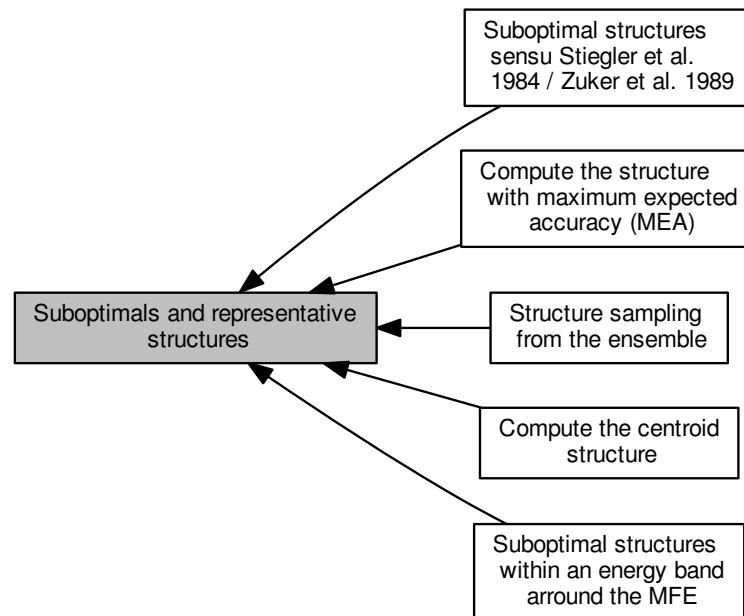 Suboptimal structures
sensu Stiegler et al.
1984 / Zuker et al. 1989
Compute the structure
with maximum expected
accuracy (MEA)
Suboptimals and representative
structures
Structure sampling
from the ensemble
Compute the centroid
structure
Suboptimal structures
within an energy band
arround the MFE